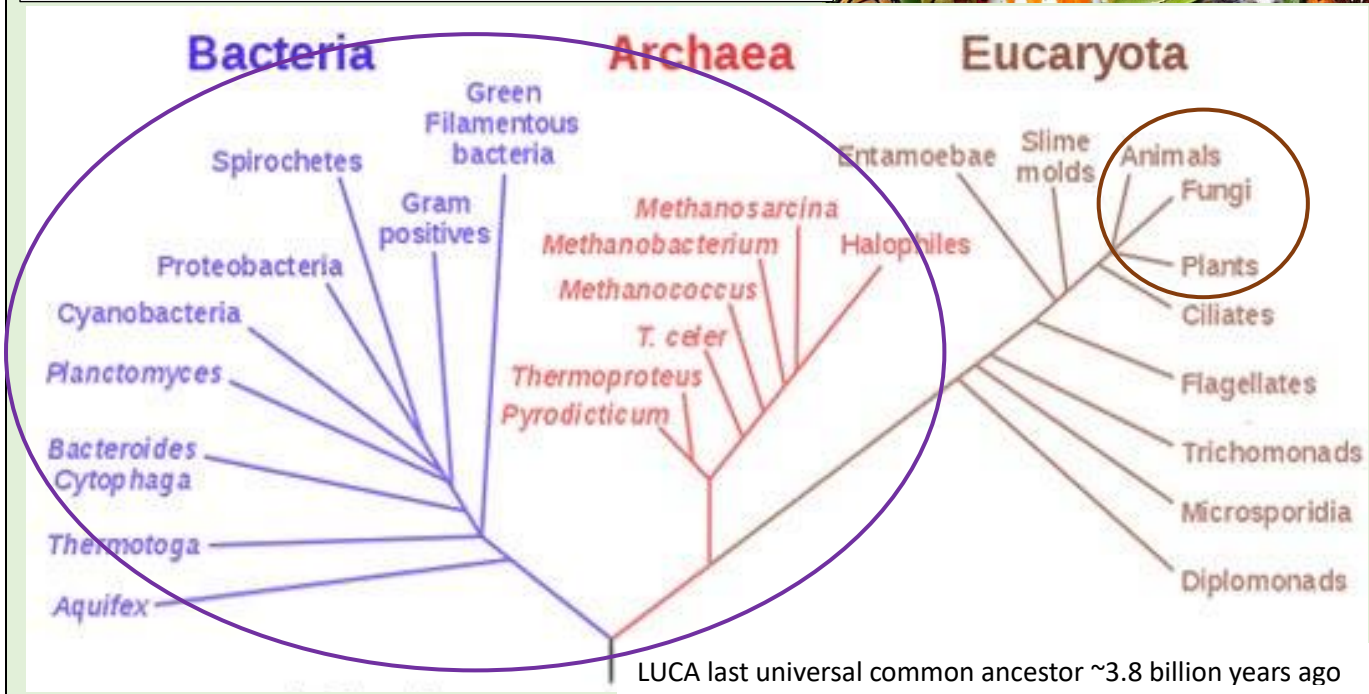 Bacteria
Archaea
Eucaryota
Green
Filamentous
bacteria
Spirochetes
Gram
positives
Proteobacteria
Cyanobacteria
Planctomyces
Bacteroides
Cytophaga
Thermotoga
Aquifex
Methanosarcina
Methanobacterium
Halophiles
Methanococcus
T. celer
Thermoproteus
Pyrodicticum
Entamoebae
Slime
molds
Animals
Fungi
Plants
Ciliates
Flagellates
Trichomonads
Microsporidia
Diplomonads
LUCA last universal common ancestor ~3.8 billion years ago